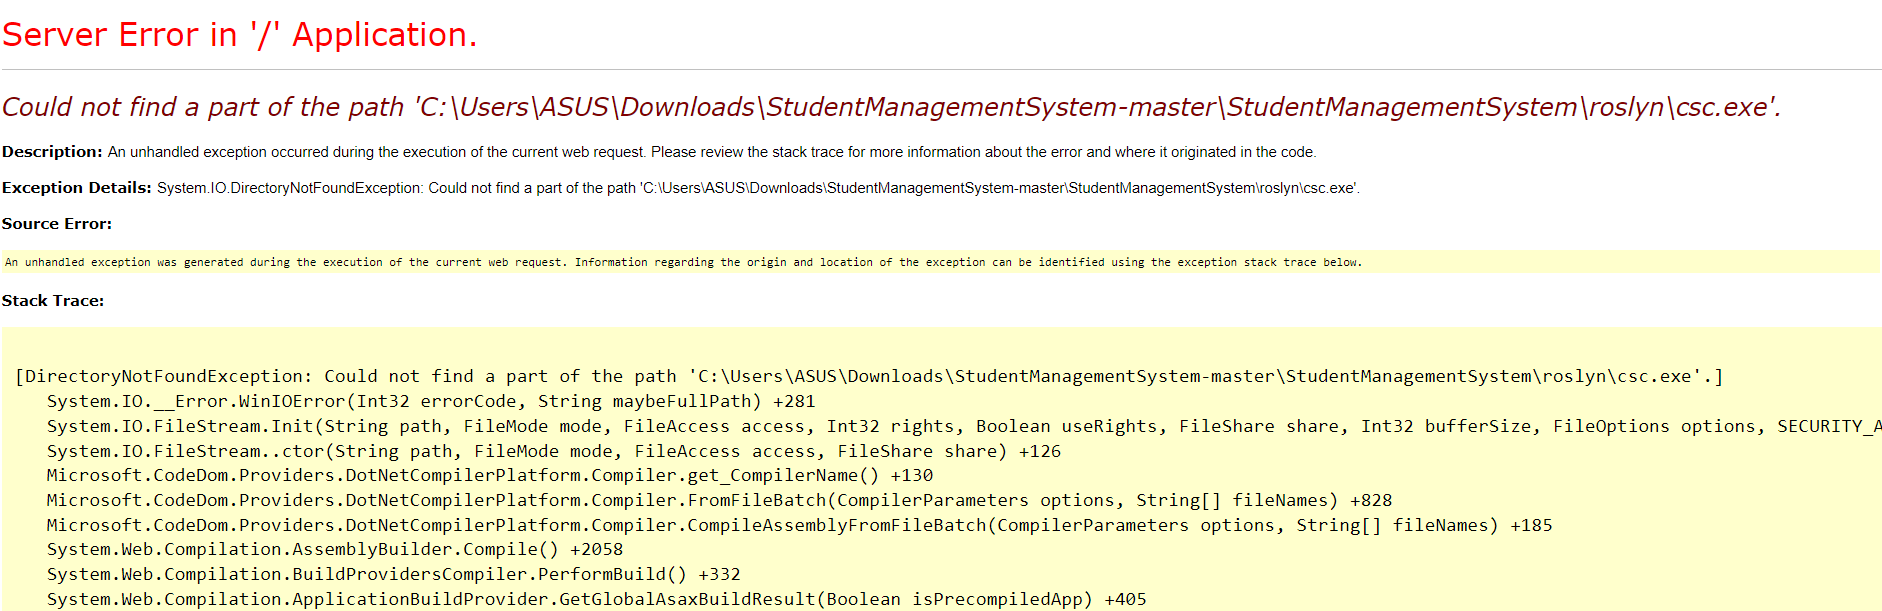 Server Error in '/' Application.
Could not find a part of the path 'C:\Users\ASUS\Downloads\StudentManagementSystem-master\StudentManagementSystem\roslyn\csc.exe'.
Description: An unhandled exception occurred during the execution of the current web request. Please review the stack trace for more information about the error and where it originated in the code.
Exception Details: System.IO.DirectoryNotFoundException: Could not find a part of the path 'C:\Users\ASUS\Downloads\StudentManagementSystem-master\StudentManagementSystem\roslyn\csc.exe'.
Source Error:
An unhandled exception was generated during the execution of the current web request. Information regarding the origin and location of the exception can be identified using the exception stack trace below.
Stack Trace:
[DirectoryNotFoundException: Could not find a part of the path 'C:\Users\ASUS\Downloads\StudentManagementSystem-master\StudentManagementSystem\roslyn\csc.exe'.]
System.IO.__Error.WinIOError(Int32 errorCode, String maybeFullPath) +281
System.IO.FileStream.Init(String path, FileMode mode, FileAccess access, Int32 rights, Boolean useRights, FileShare share, Int32 bufferSize, FileOptions options, SECURITY_A
System.IO.FileStream..ctor(String path, FileMode mode, FileAccess access, FileShare share) +126
Microsoft.CodeDom.Providers.DotNetCompilerPlatform.Compiler.get_CompilerName() +130
Microsoft.CodeDom.Providers.DotNetCompilerPlatform.Compiler.FromFileBatch(CompilerParameters options, String[] fileNames) +828
Microsoft.CodeDom.Providers.DotNetCompilerPlatform.Compiler.CompileAssemblyFromFileBatch(CompilerParameters options, String[] fileNames) +185
System.Web.Compilation.AssemblyBuilder.Compile() +2058
System.Web.Compilation.BuildProvidersCompiler.PerformBuild() +332
System.Web.Compilation.ApplicationBuildProvider.GetGlobalAsaxBuildResult(Boolean isPrecompiledApp) +405